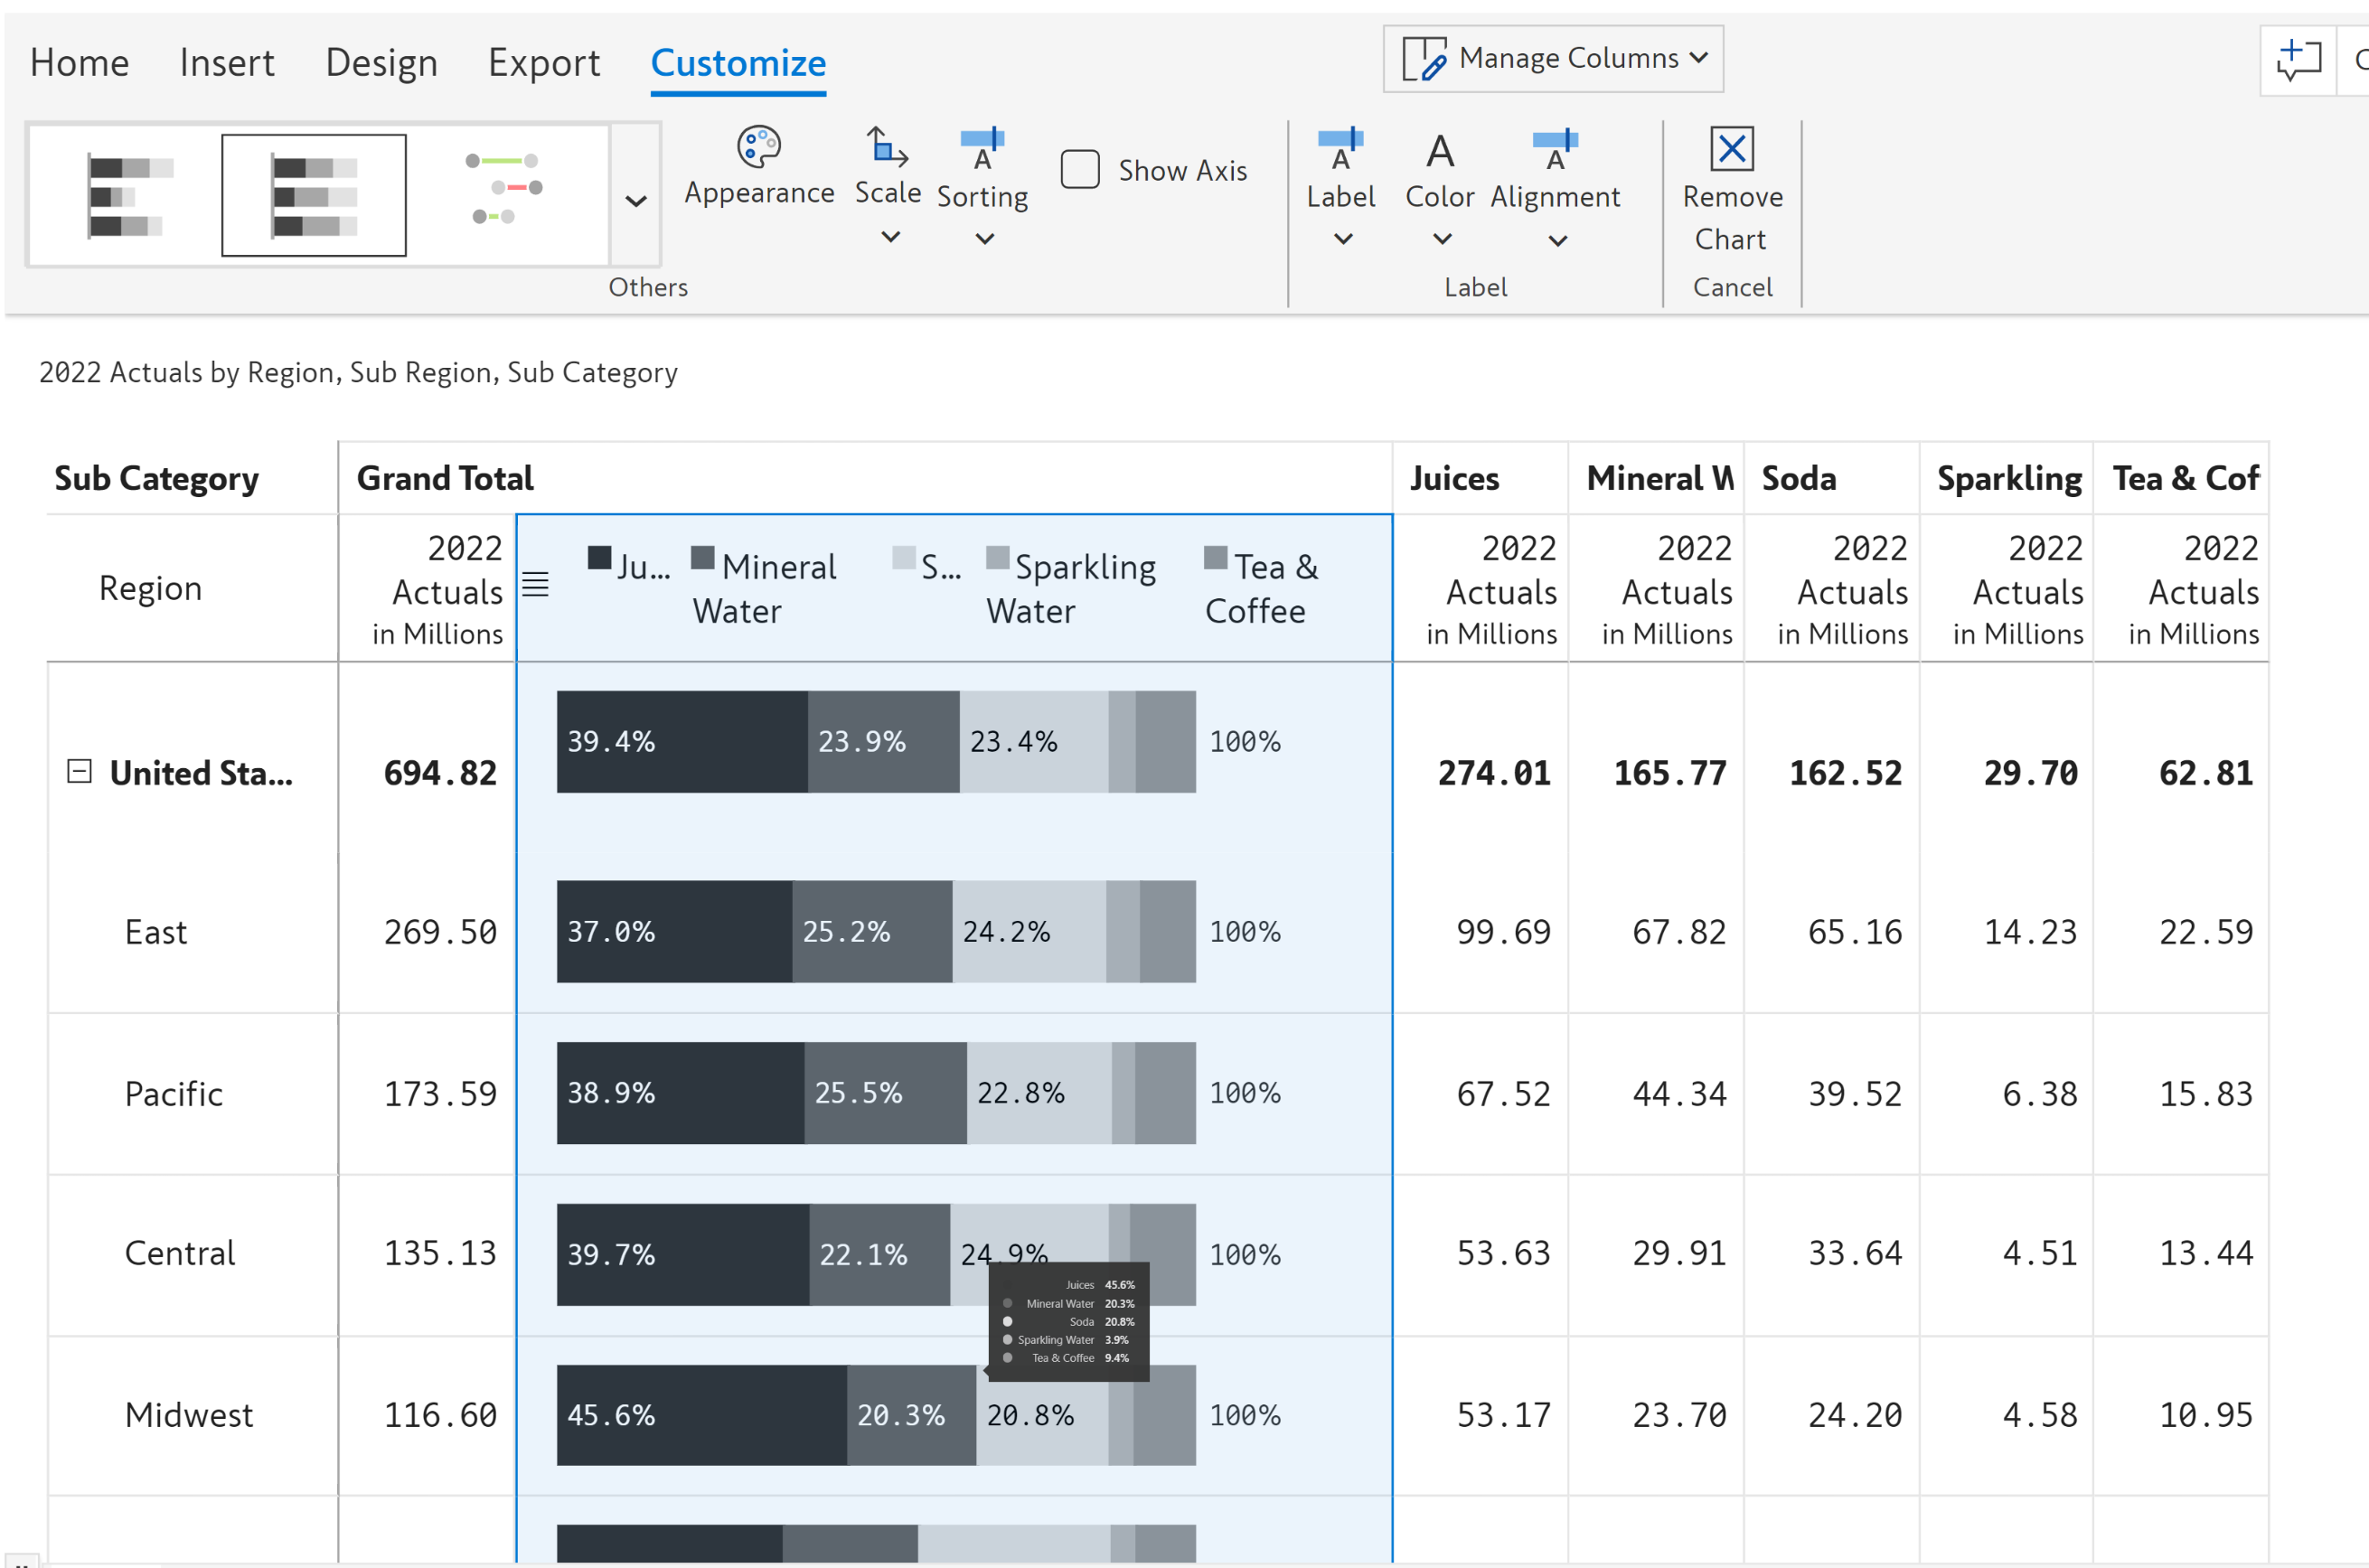 Home Insert Design Export Customize
Manage Columns
Appearance Scale Sorting Show Axis
Label Color Alignment
Remove
Chart
Others Label Cancel
2022 Actuals by Region, Sub Region, Sub Category
Sub Category Grand Total Juices Mineral W Soda Sparkling Tea & Cof
Region
2022
Actuals
in Millions
Ju... Mineral
Water
S... Sparkling
Water
Tea &
Coffee
2022 2022 2022 2022 2022
Actuals Actuals Actuals Actuals Actuals
in Millions in Millions in Millions in Millions in Millions
United Sta... 694.82 39.4% 23.9% 23.4% 100% 274.01 165.77 162.52 29.70 62.81
East 269.50 37.0% 25.2% 24.2% 100% 99.69 67.82 65.16 14.23 22.59
Pacific 173.59 38.9% 25.5% 22.8% 100% 67.52 44.34 39.52 6.38 15.83
Central 135.13 39.7% 22.1% 24.9% 100% 53.63 29.91 33.64 4.51 13.44
Juices 45.6%
Mineral Water 20.3%
Soda 20.8%
Sparkling Water 3.9%
Tea & Coffee 9.4%
Midwest 116.60 45.6% 20.3% 20.8% 100% 53.17 23.70 24.20 4.58 10.95